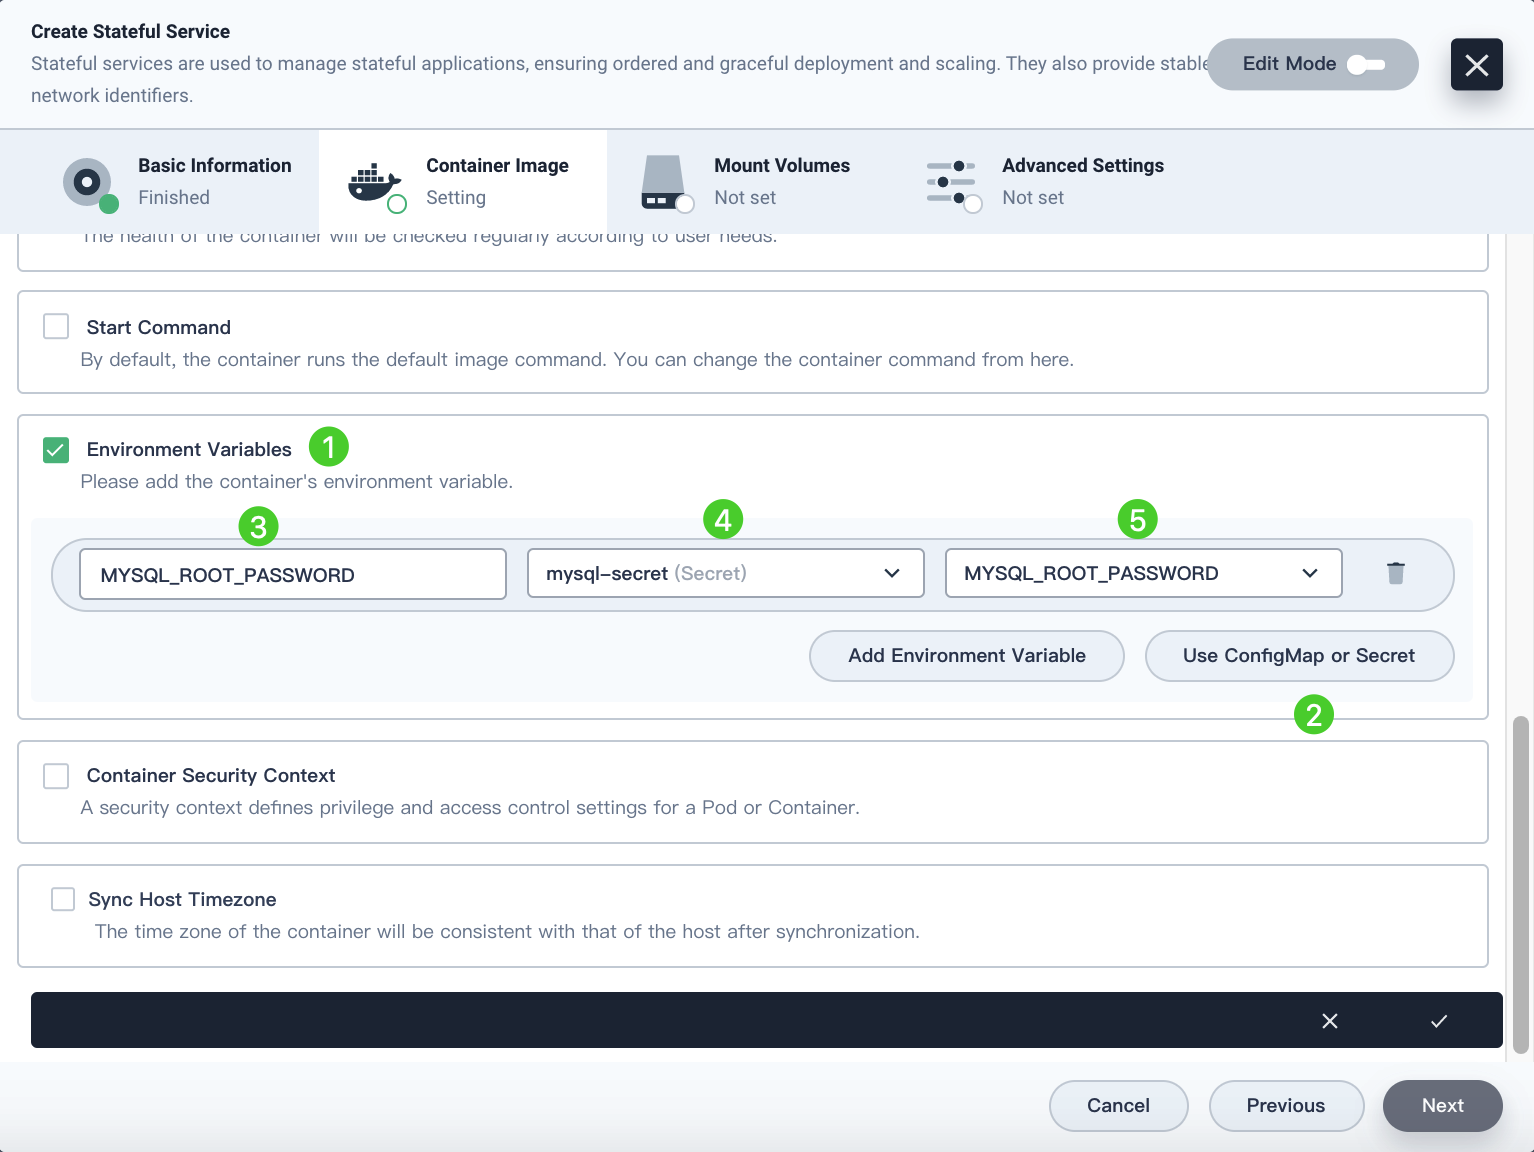 Create Stateful Service
Stateful services are used to manage stateful applications, ensuring ordered and graceful deployment and scaling. They also provide stable
network identifiers.
Edit Mode
Basic Information
Finished
Container Image
Setting
Mount Volumes
Not set
Advanced Settings
Not set
The health of the container will be checked regularly according to user needs.
Start Command
By default, the container runs the default image command. You can change the container command from here.
Environment Variables
1
Please add the container's environment variable.
3
4
5
MYSQL_ROOT_PASSWORD
mysql-secret (Secret)
MYSQL_ROOT_PASSWORD
Add Environment Variable
Use ConfigMap or Secret
2
Container Security Context
A security context defines privilege and access control settings for a Pod or Container.
Sync Host Timezone
The time zone of the container will be consistent with that of the host after synchronization.
Cancel
Previous
Next